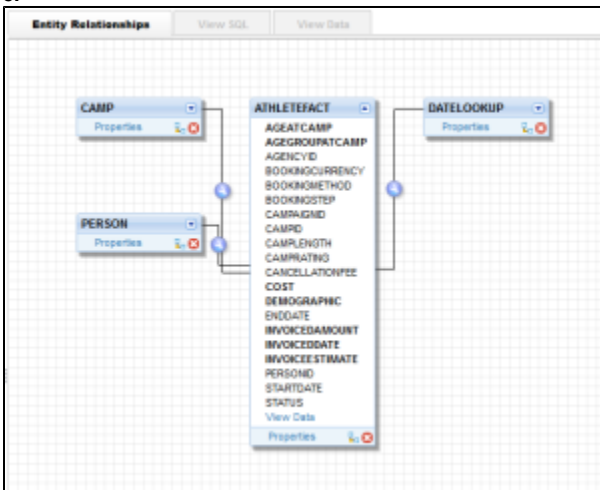 Entity Relationships
View SQL
View Data
CAMP
Properties
PERSON
Properties
ATHLETEFACT
AGEATCAMP
AGEGROUPATCAMP
AGENCYID
BOOKINGCURRENCY
BOOKINGMETHOD
BOOKINGSTEP
CAMPAIGNID
CAMPID
CAMPLENGTH
CAMPRATING
CANCELLATIONFEE
COST
DEMOGRAPHIC
ENDDATE
INVOICEDAMOUNT
INVOICEDDATE
INVOICEESTIMATE
PERSONID
STARTDATE
STATUS
View Data
Properties
DATELOOKUP
Properties